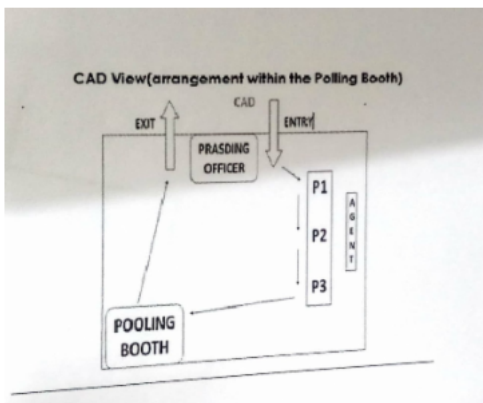 CAD View(arrangement within the Polling Booth)
CAD
EXIT
ENTRY
PRASDING
OFFICER
P1
P2
P3
AGENT
POOLING
BOOTH